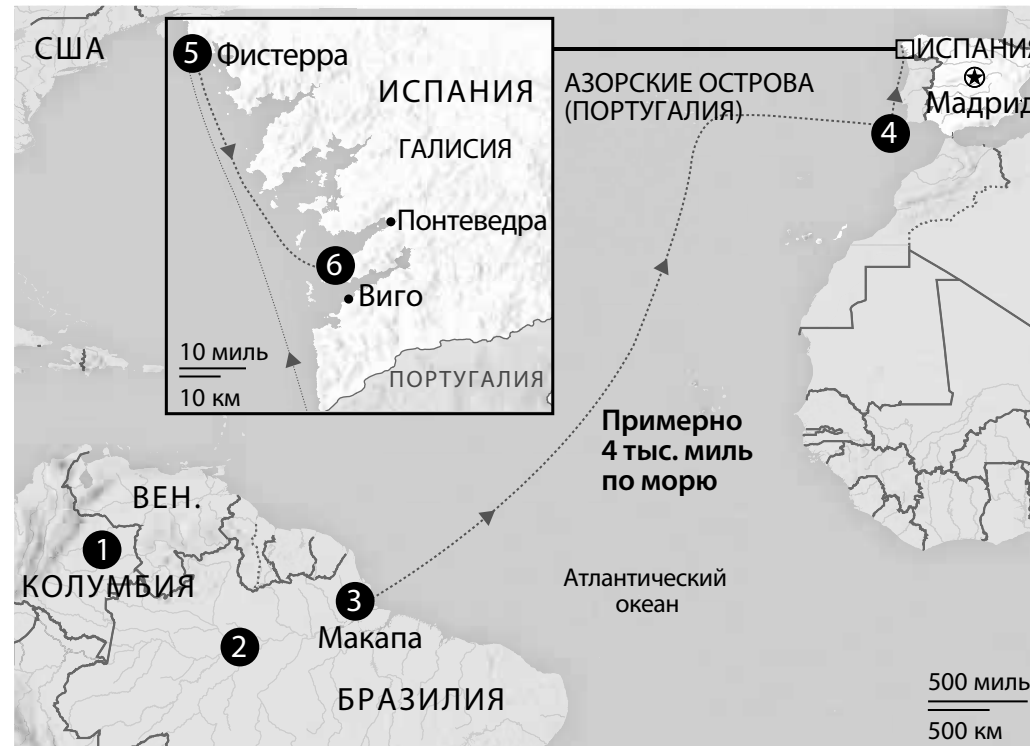 США
5
Фистерра
ИСПАНИЯ
ГАЛИСИЯ
Понтеведра
6
Виго
10 миль
10 км
ПОРТУГАЛИЯ
АЗОРСКИЕ ОСТРОВА
(ПОРТУГАЛИЯ)
ИСПАНИЯ
Мадрид
4
Примерно
4 тыс. миль
по морю
ВЕН.
1
КОЛУМБИЯ
2
3
Макапа
БРАЗИЛИЯ
Атлантический
океан
500 миль
500 км